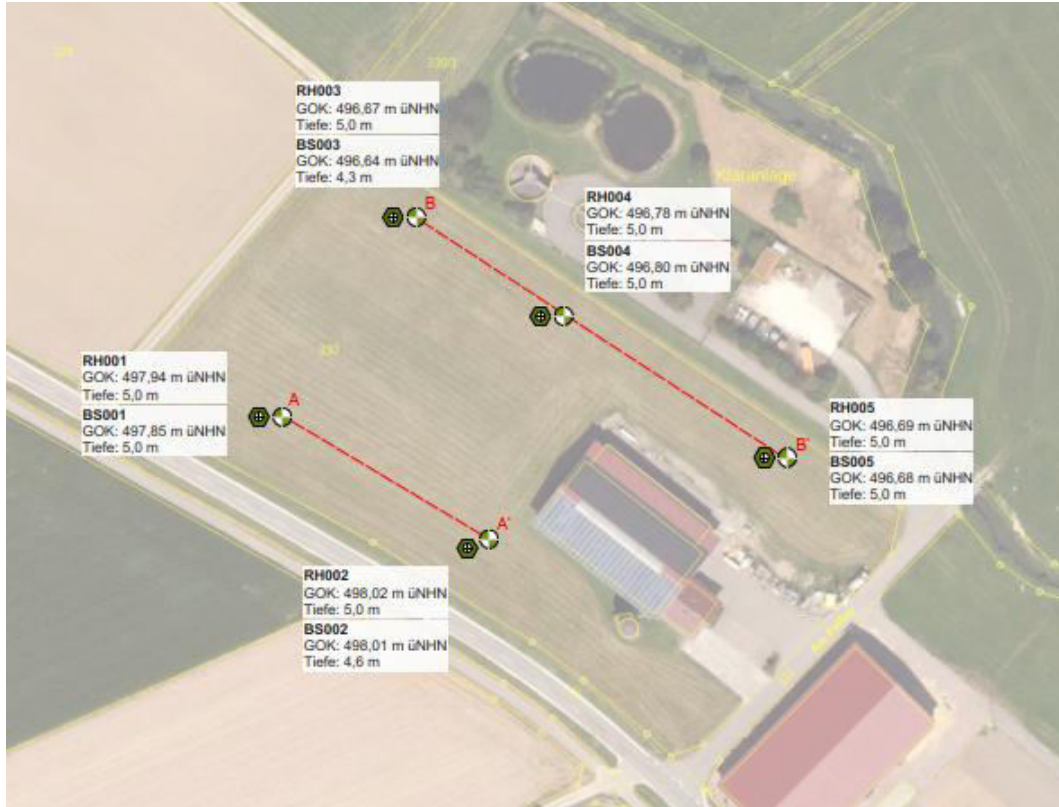 RH003
GOK: 496,67 m üNHN
Tiefe: 5,0 m
BS003
GOK: 496,64 m üNHN
Tiefe: 4,3 m
Kläranlage
RH004
GOK: 496,78 m üNHN
Tiefe: 5,0 m
BS004
GOK: 496,80 m üNHN
Tiefe: 5,0 m
B
330
RH001
GOK: 497,94 m üNHN
Tiefe: 5,0 m
BS001
GOK: 497,85 m üNHN
Tiefe: 5,0 m
A
RH005
GOK: 496,69 m üNHN
Tiefe: 5,0 m
BS005
GOK: 496,68 m üNHN
Tiefe: 5,0 m
B'
A'
RH002
GOK: 498,02 m üNHN
Tiefe: 5,0 m
BS002
GOK: 498,01 m üNHN
Tiefe: 4,6 m